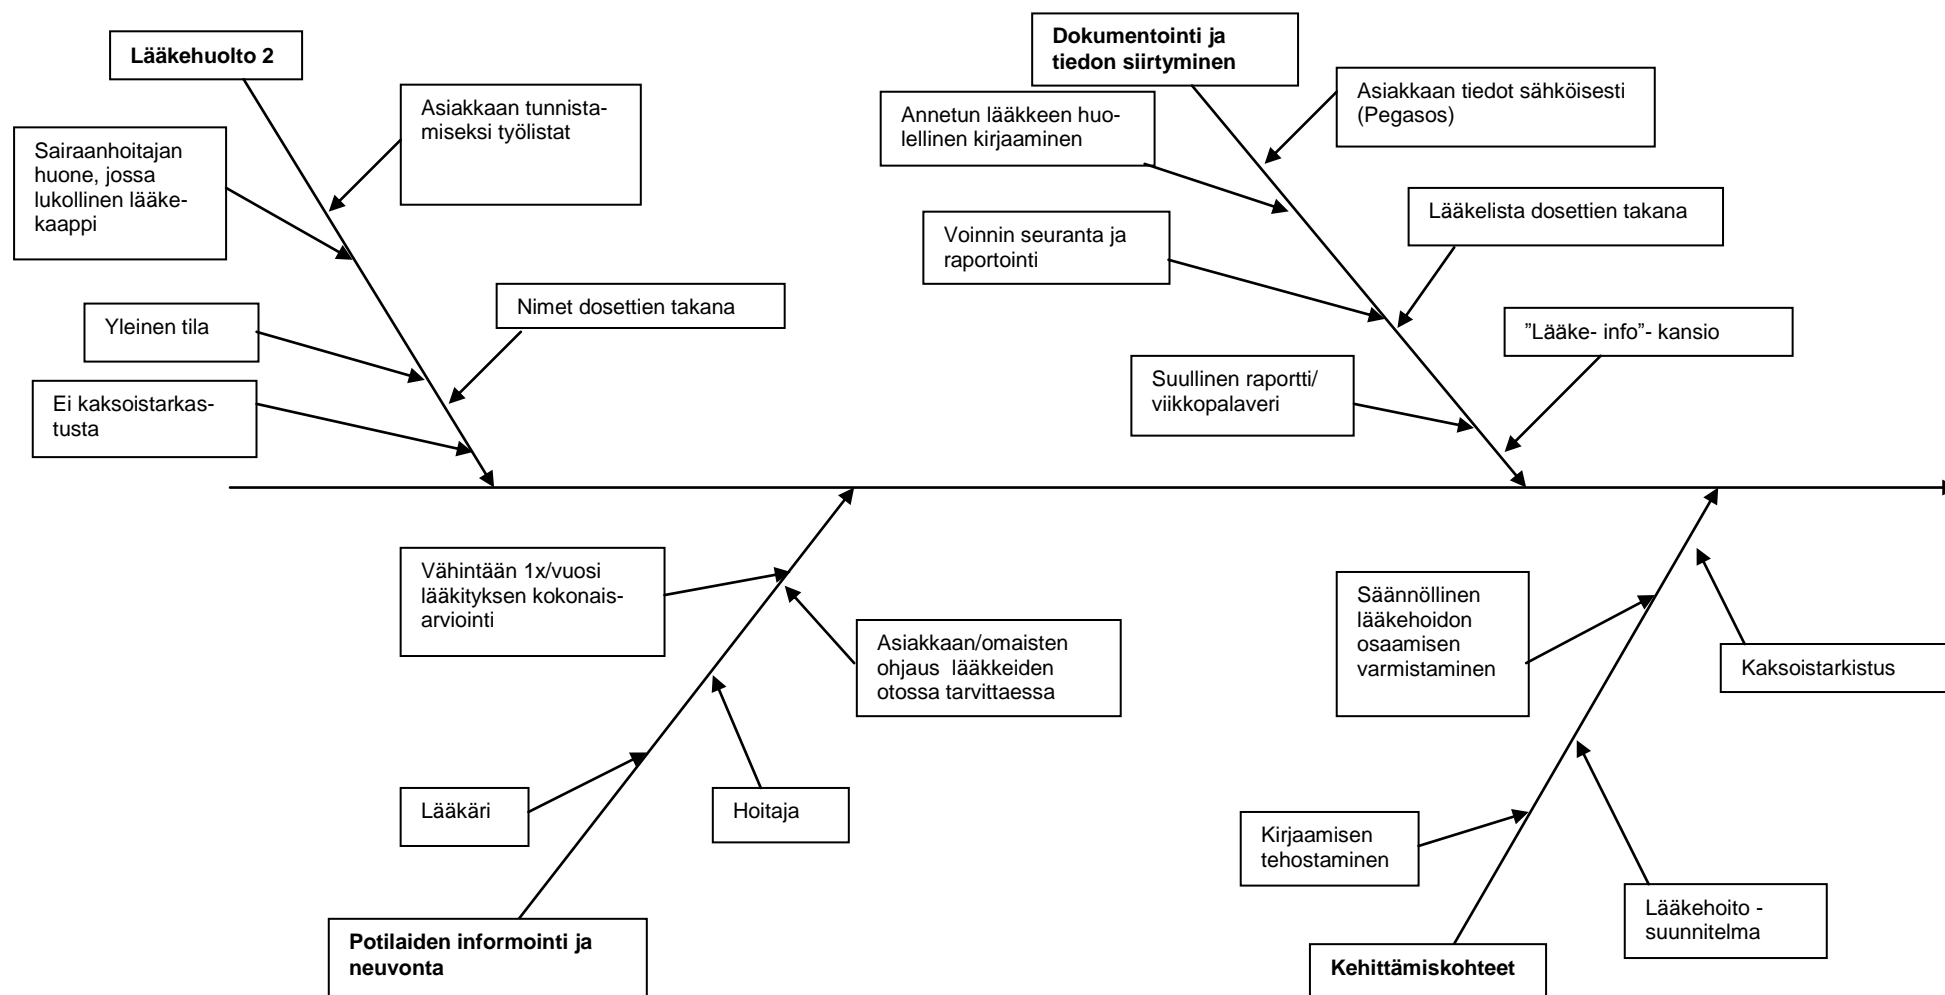 Lääkehuolto 2
Asiakkaan tunnista-
miseksi työlistat
Sairaanhoitajan
huone, jossa
lukollinen lääke-
kaappi
Yleinen tila
Nimet dosettien takana
Ei kaksoistarkas-
tusta
Dokumentointi ja
tiedon siirtyminen
Asiakkaan tiedot sähköisesti
(Pegasos)
Annetun lääkkeen huo-
lellinen kirjaaminen
Lääkelista dosettien takana
Voinnin seuranta ja
raportointi
”Lääke- info”- kansio
Suullinen raportti/
viikkopalaveri
Vähintään 1x/vuosi
lääkityksen kokonais-
arviointi
Asiakkaan/omaisten
ohjaus  lääkkeiden
otossa tarvittaessa
Lääkäri
Hoitaja
Potilaiden informointi ja
neuvonta
Säännöllinen
lääkehoidon
osaamisen
varmistaminen
Kaksoistarkistus
Kirjaamisen
tehostaminen
Lääkehoito -
suunnitelma
Kehittämiskohteet